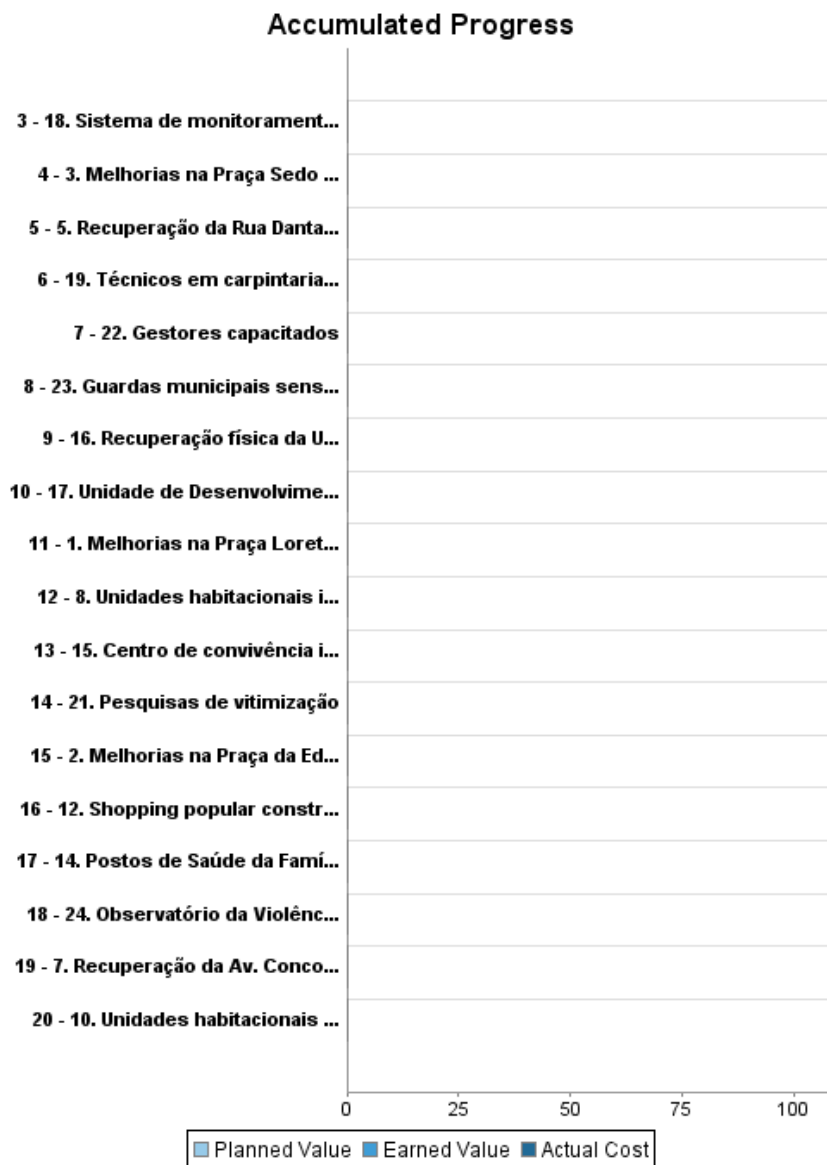 Accumulated Progress
3 - 18. Sistema de monitorament...
4 - 3. Melhorias na Praça Sedo ...
5 - 5. Recuperação da Rua Danta...
6 - 19. Técnicos em carpintaria...
7 - 22. Gestores capacitados
8 - 23. Guardas municipais sens...
9 - 16. Recuperação física da U...
10 - 17. Unidade de Desenvolvime...
11 - 1. Melhorias na Praça Loret...
12 - 8. Unidades habitacionais i...
13 - 15. Centro de convivência i...
14 - 21. Pesquisas de vitimização
15 - 2. Melhorias na Praça da Ed...
16 - 12. Shopping popular constr...
17 - 14. Postos de Saúde da Famí...
18 - 24. Observatório da Violênc...
19 - 7. Recuperação da Av. Conco...
20 - 10. Unidades habitacionais ...
0 25 50 75 100
Planned Value Earned Value Actual Cost